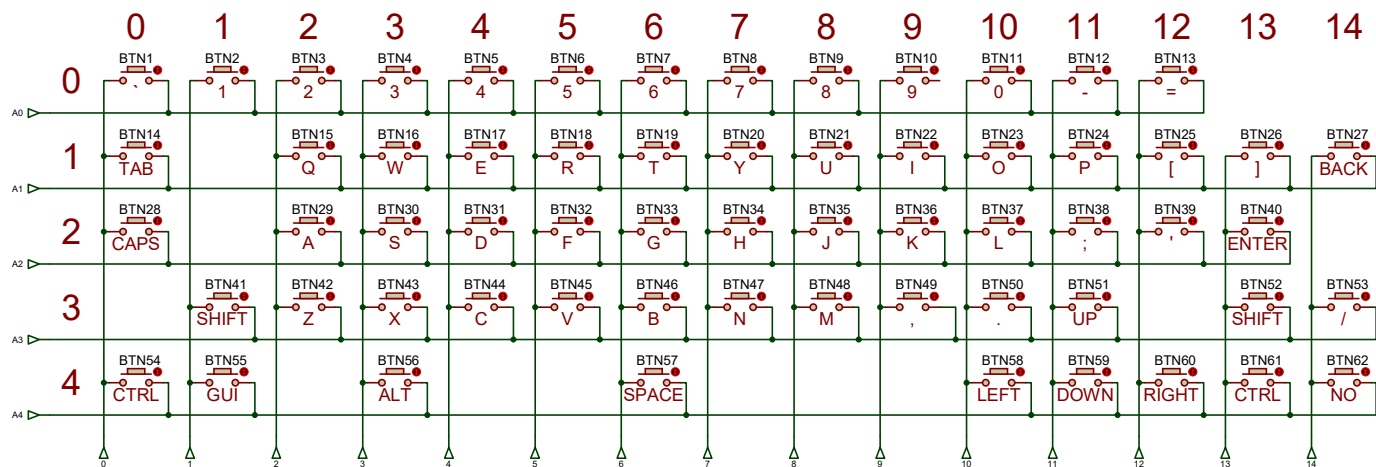 0 1 2 3 4 5 6 7 8 9 10 11 12 13 14
BTN1 BTN2 BTN3 BTN4 BTN5 BTN6 BTN7 BTN8 BTN9 BTN10 BTN11 BTN12 BTN13
0 ` 1 2 3 4 5 6 7 8 9 0 - =
A0
BTN14 BTN15 BTN16 BTN17 BTN18 BTN19 BTN20 BTN21 BTN22 BTN23 BTN24 BTN25 BTN26 BTN27
1 TAB Q W E R T Y U I O P [ ] BACK
A1
BTN28 BTN29 BTN30 BTN31 BTN32 BTN33 BTN34 BTN35 BTN36 BTN37 BTN38 BTN39 BTN40
2 CAPS A S D F G H J K L ; ' ENTER
A2
BTN41 BTN42 BTN43 BTN44 BTN45 BTN46 BTN47 BTN48 BTN49 BTN50 BTN51 BTN52 BTN53
3 SHIFT Z X C V B N M , . UP SHIFT /
A3
BTN54 BTN55 BTN56 BTN57 BTN58 BTN59 BTN60 BTN61 BTN62
4 CTRL GUI ALT SPACE LEFT DOWN RIGHT CTRL NO
A4
0 1 2 3 4 5 6 7 8 9 10 11 12 13 14